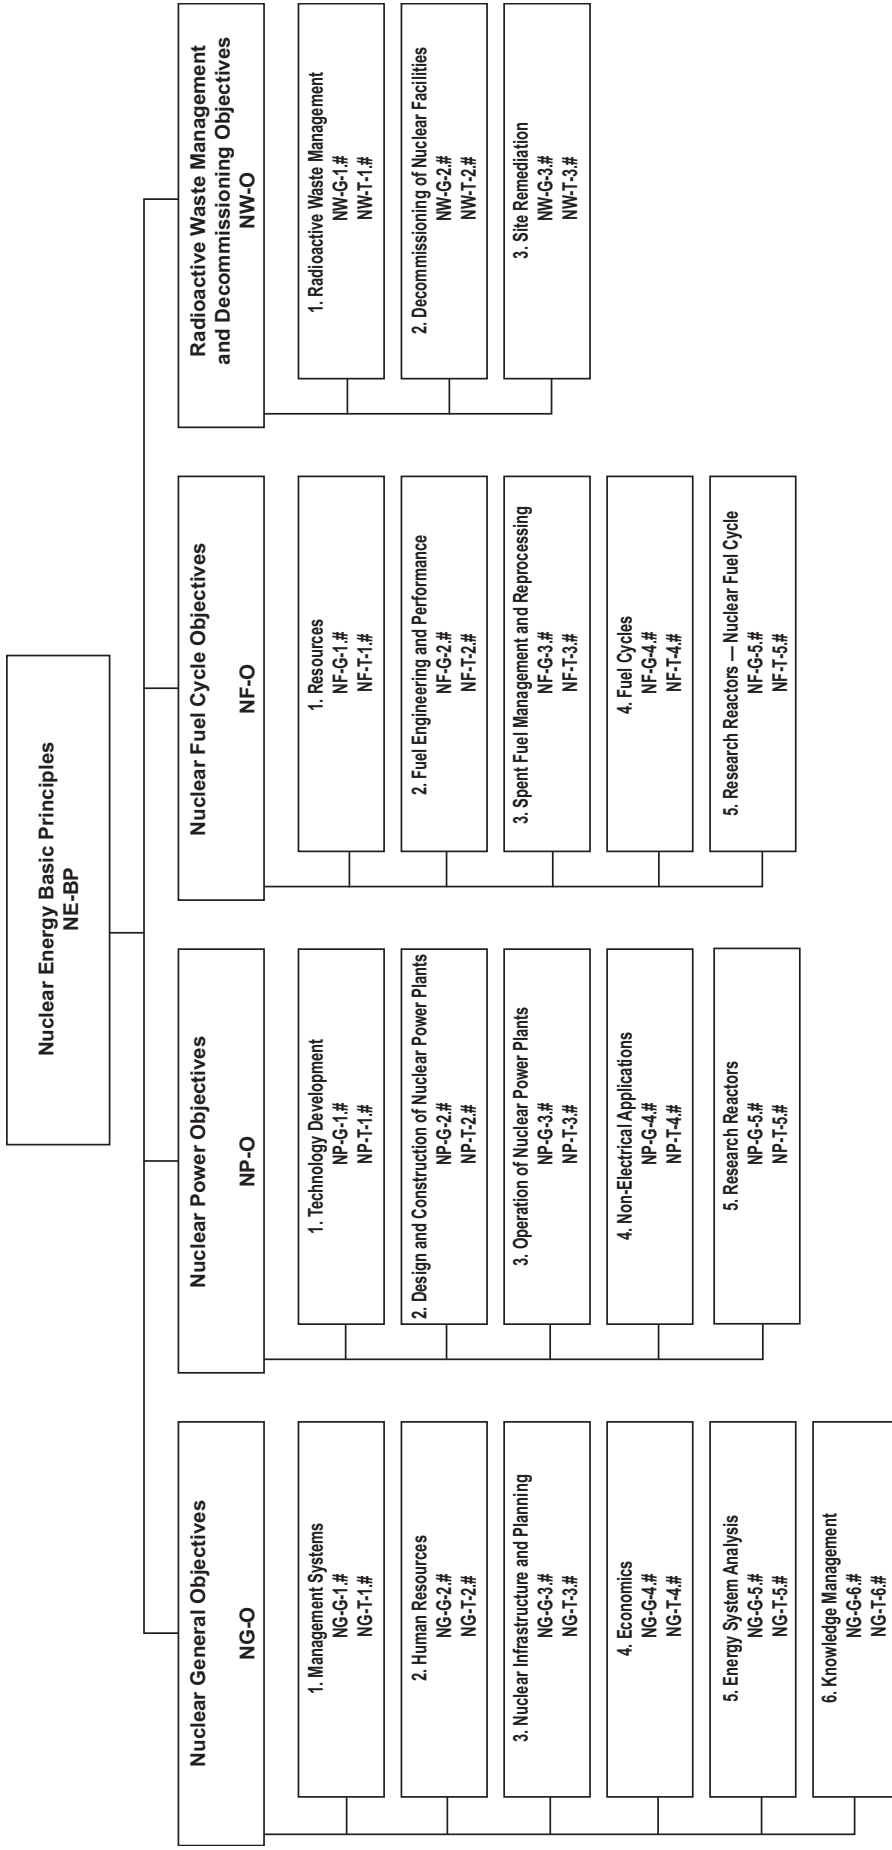 Nuclear Energy Basic Principles
NE-BP
Nuclear General Objectives
NG-O
1. Management Systems
NG-G-1.#
NG-T-1.#
2. Human Resources
NG-G-2.#
NG-T-2.#
3. Nuclear Infrastructure and Planning
NG-G-3.#
NG-T-3.#
4. Economics
NG-G-4.#
NG-T-4.#
5. Energy System Analysis
NG-G-5.#
NG-T-5.#
6. Knowledge Management
NG-G-6.#
NG-T-6.#
Nuclear Power Objectives
NP-O
1. Technology Development
NP-G-1.#
NP-T-1.#
2. Design and Construction of Nuclear Power Plants
NP-G-2.#
NP-T-2.#
3. Operation of Nuclear Power Plants
NP-G-3.#
NP-T-3.#
4. Non-Electrical Applications
NP-G-4.#
NP-T-4.#
5. Research Reactors
NP-G-5.#
NP-T-5.#
Nuclear Fuel Cycle Objectives
NF-O
1. Resources
NF-G-1.#
NF-T-1.#
2. Fuel Engineering and Performance
NF-G-2.#
NF-T-2.#
3. Spent Fuel Management and Reprocessing
NF-G-3.#
NF-T-3.#
4. Fuel Cycles
NF-G-4.#
NF-T-4.#
5. Research Reactors — Nuclear Fuel Cycle
NF-G-5.#
NF-T-5.#
Radioactive Waste Management
and Decommissioning Objectives
NW-O
1. Radioactive Waste Management
NW-G-1.#
NW-T-1.#
2. Decommissioning of Nuclear Facilities
NW-G-2.#
NW-T-2.#
3. Site Remediation
NW-G-3.#
NW-T-3.#